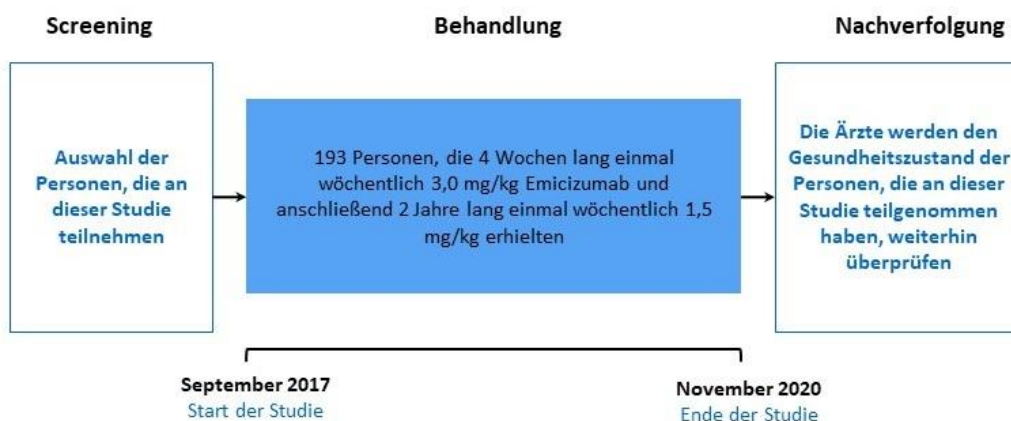 Screening
Behandlung
Nachverfolgung
Auswahl der
Personen, die an
dieser Studie
teilnehmen
193 Personen, die 4 Wochen lang einmal
wöchentlich 3,0 mg/kg Emicizumab und
anschließend 2 Jahre lang einmal wöchentlich 1,5
mg/kg erhielten
Die Ärzte werden den
Gesundheitszustand der
Personen, die an dieser
Studie teilgenommen
haben, weiterhin
überprüfen
September 2017
Start der Studie
November 2020
Ende der Studie